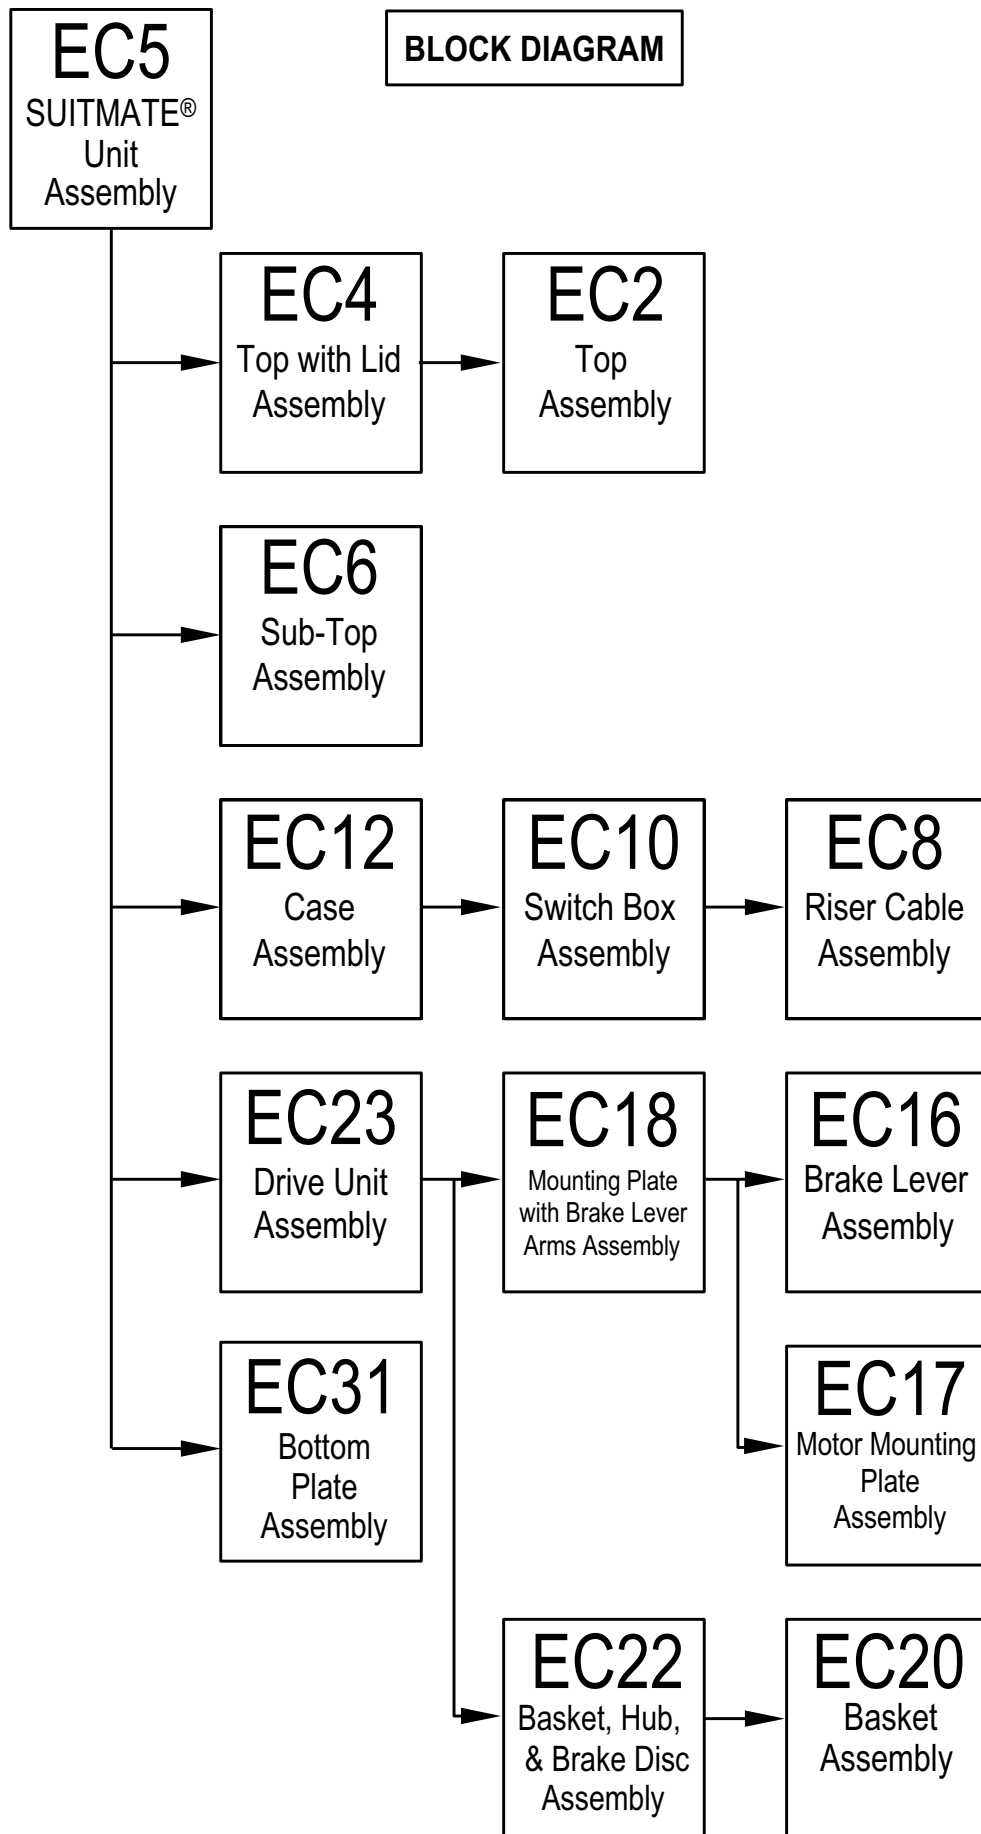 EC5
SUITMATE®
Unit
Assembly
BLOCK DIAGRAM
EC4
Top with Lid
Assembly
EC2
Top
Assembly
EC6
Sub-Top
Assembly
EC12
Case
Assembly
EC10
Switch Box
Assembly
EC8
Riser Cable
Assembly
EC23
Drive Unit
Assembly
EC18
Mounting Plate
with Brake Lever
Arms Assembly
EC16
Brake Lever
Assembly
EC31
Bottom
Plate
Assembly
EC17
Motor Mounting
Plate
Assembly
EC22
Basket, Hub,
& Brake Disc
Assembly
EC20
Basket
Assembly